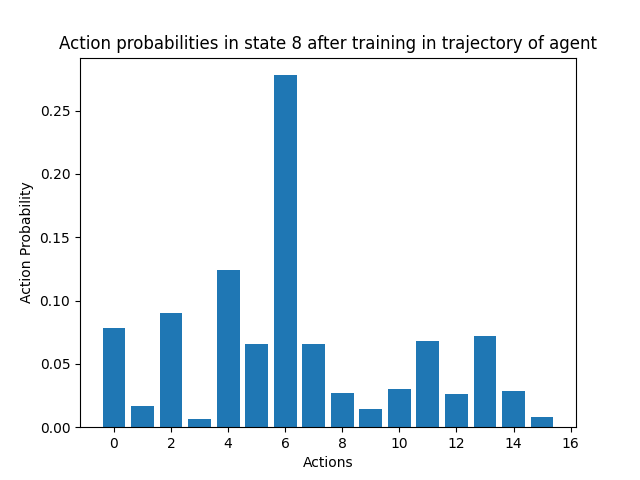 Action probabilities in state 8 after training in trajectory of agent
0.25
0.20
0.15
0.10
0.05
0.00
Action Probability
0 2 4 6 8 10 12 14 16
Actions